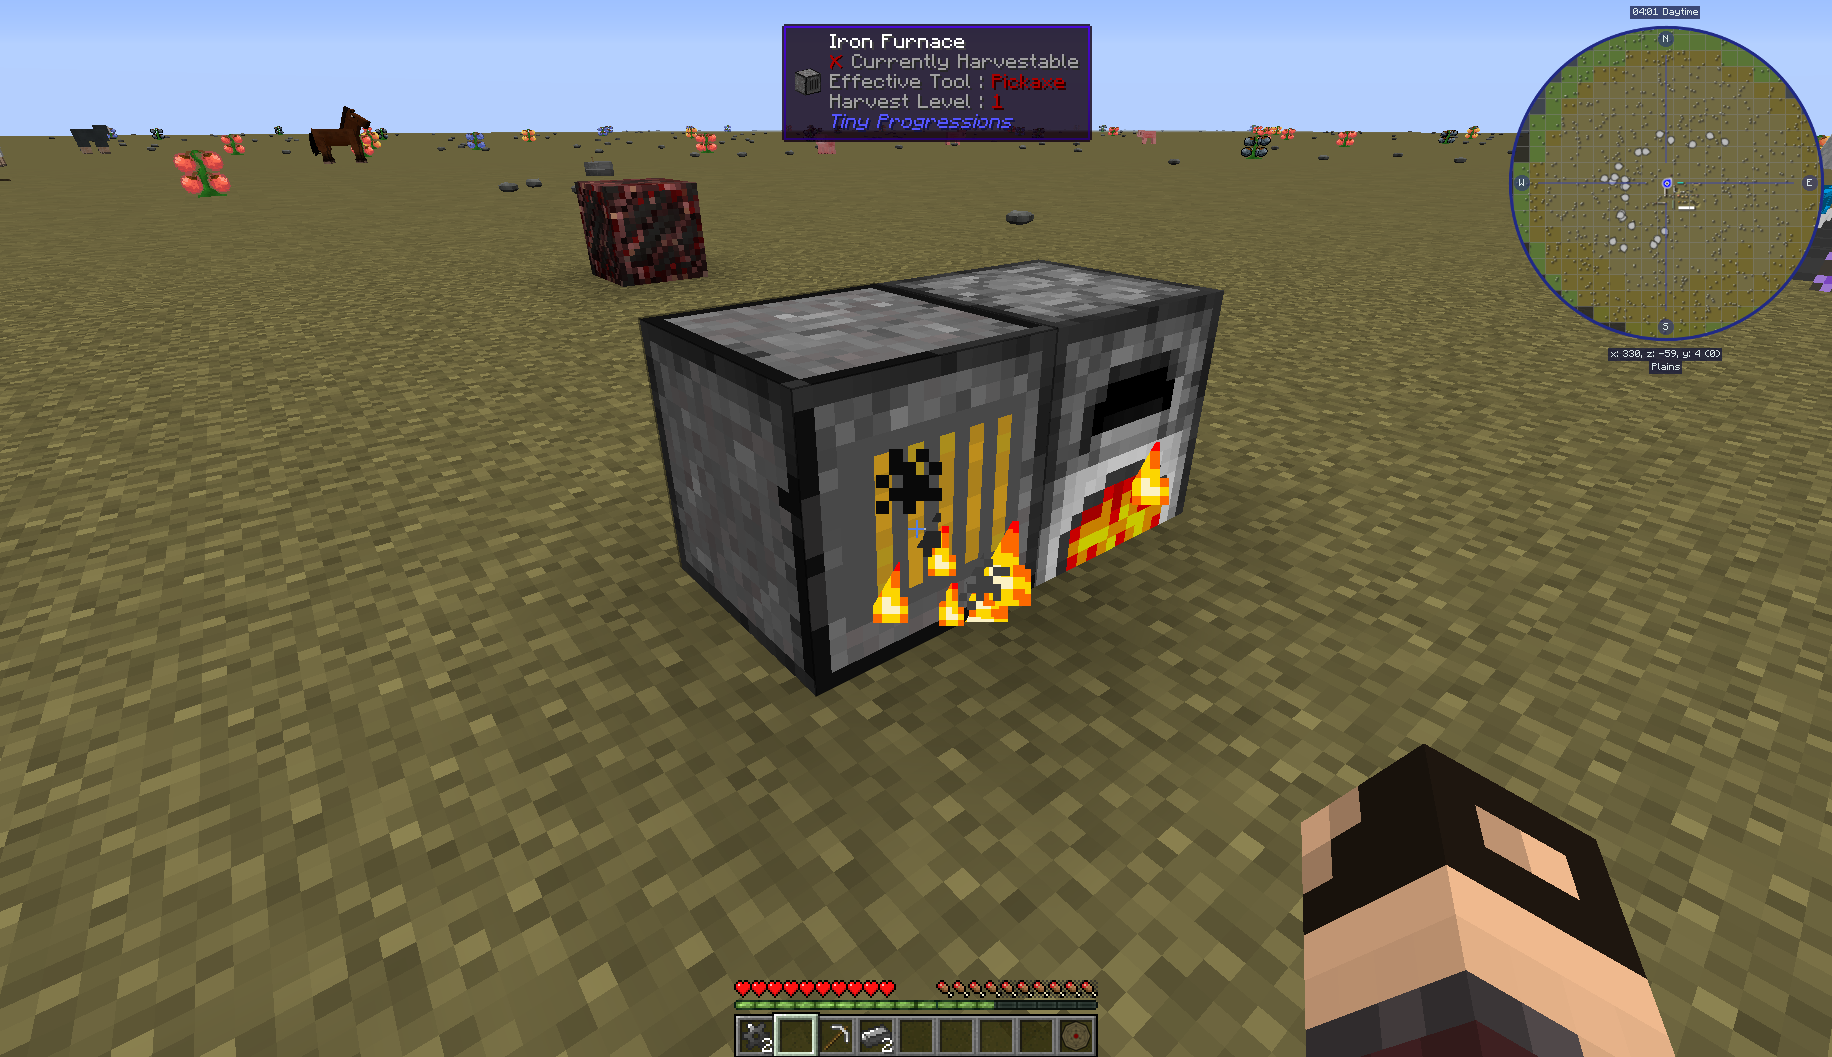 Iron Furnace
X Currently Harvestable
Effective Tool : Pickaxe
Harvest Level : 1
Tiny Progressions
04:01 Daytime
N
W
E
S
x: 330, z: -59, y: 4 (0)
Plains
2
2